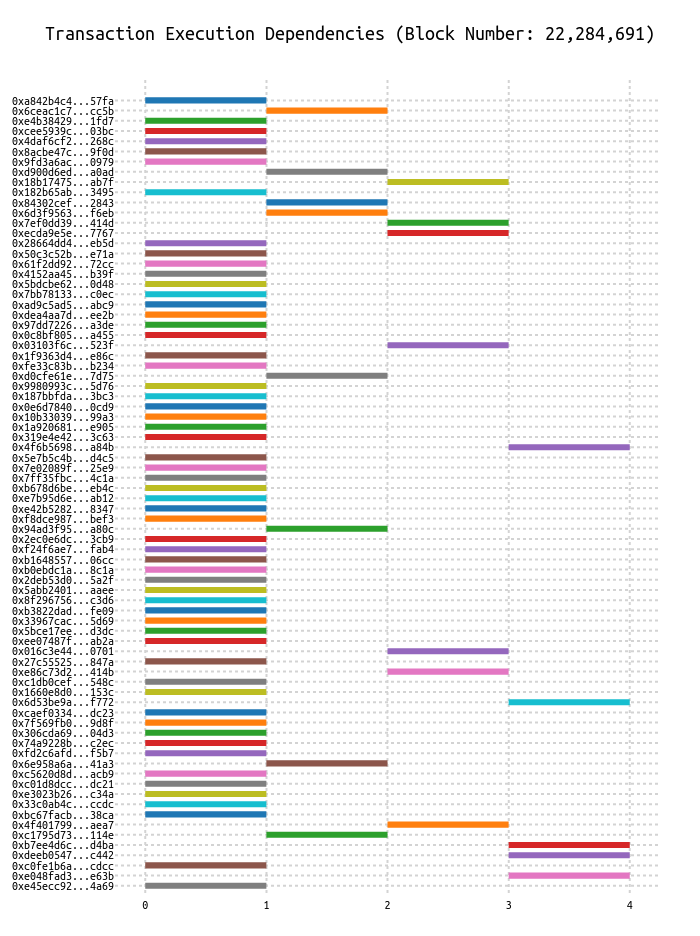 Transaction Execution Dependencies (Block Number: 22,284,691)
0xa842b4c4...57fa
0x6ceac1c7...cc5b
0xe4b38429...1fd7
0xcee5939c...03bc
0x4daf6cf2...268c
0x8acbe47c...9f0d
0x9fd3a6ac...0979
0xd900d6ed...a0ad
0x18b17475...ab7f
0x182b65ab...3495
0x84302cef...2843
0x6d3f9563...f6eb
0x7ef0dd39...414d
0xecda9e5e...7767
0x28664dd4...eb5d
0x50c3c52b...e71a
0x61f2dd92...72cc
0x4152aa45...b39f
0x5bdcbe62...0d48
0x7bb78133...c0ec
0xad9c5ad5...abc9
0xdea4aa7d...ee2b
0x97dd7226...a3de
0x0c8bf805...a455
0x03103f6c...523f
0x1f9363d4...e86c
0xfe33c83b...b234
0xd0cfe61e...7d75
0x9980993c...5d76
0x187bbfda...3bc3
0x0e6d7840...0cd9
0x10b33039...99a3
0x1a920681...e905
0x319e4e42...3c63
0x4f6b5698...a84b
0x5e7b5c4b...d4c5
0x7e02089f...25e9
0x7ff35fbc...4c1a
0xb678d6be...eb4c
0xe7b95d6e...ab12
0xe42b5282...8347
0xf8dce987...bef3
0x94ad3f95...a80c
0x2ec0e6dc...3cb9
0xf24f6ae7...fab4
0xb1648557...06cc
0xb0ebdc1a...8c1a
0x2deb53d0...5a2f
0x5abb2401...aaee
0x8f296756...c3d6
0xb3822dad...fe09
0x33967cac...5d69
0x5bce17ee...d3dc
0xee07487f...ab2a
0x016c3e44...0701
0x27c55525...847a
0xe86c73d2...414b
0xc1db0cef...548c
0x1660e8d0...153c
0x6d53be9a...f772
0xcaef0334...dc23
0x7f569fb0...9d8f
0x306cda69...04d3
0x74a9228b...c2ec
0xfd2c6afd...f5b7
0x6e958a6a...41a3
0xc5620d8d...acb9
0xc01d8dcc...dc21
0xe3023b26...c34a
0x33c0ab4c...ccdc
0xbc67facb...38ca
0x4f401799...aea7
0xc1795d73...114e
0xb7ee4d6c...d4ba
0xdeeb0547...c442
0xc0fe1b6a...cdcc
0xe048fad3...e63b
0xe45ecc92...4a69
0 1 2 3 4